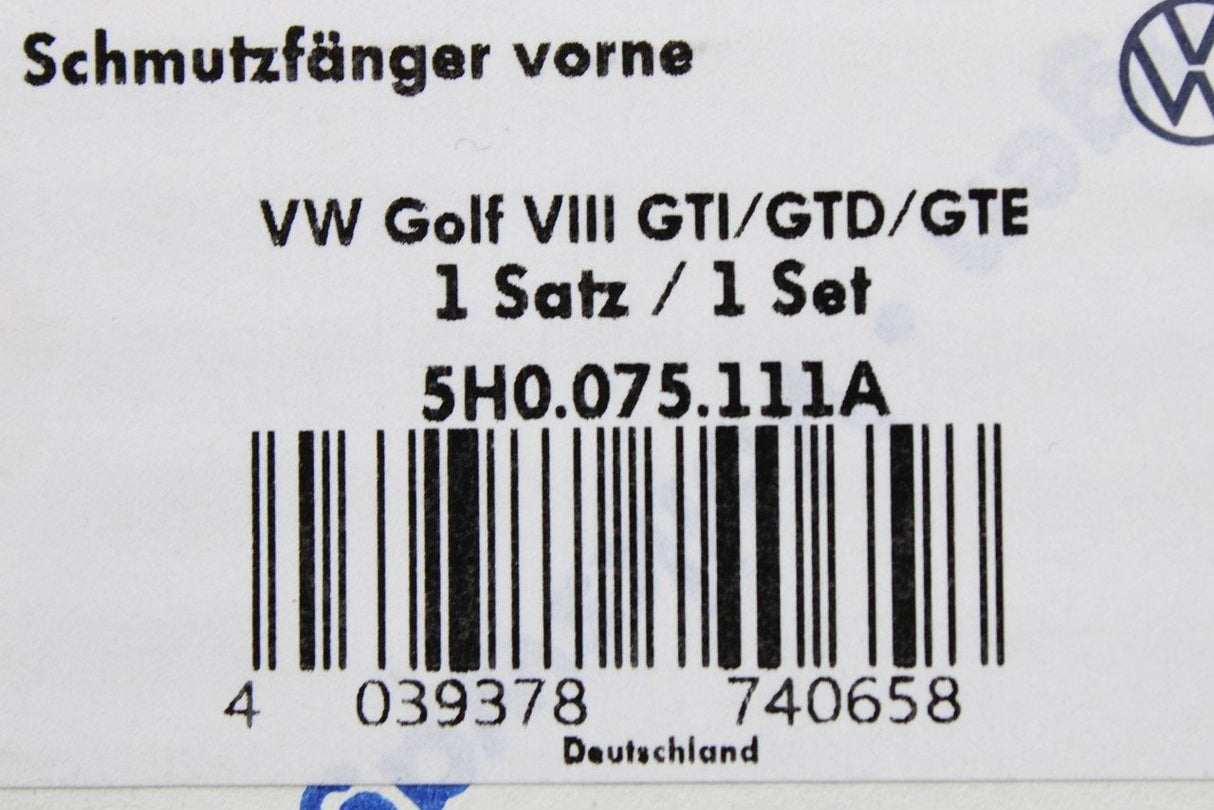 Schmutzfänger vorne
VW Golf VIII GTI/GTD/GTE
1 Satz / 1 Set
5H0.075.111A
4 039378 740658
Deutschland